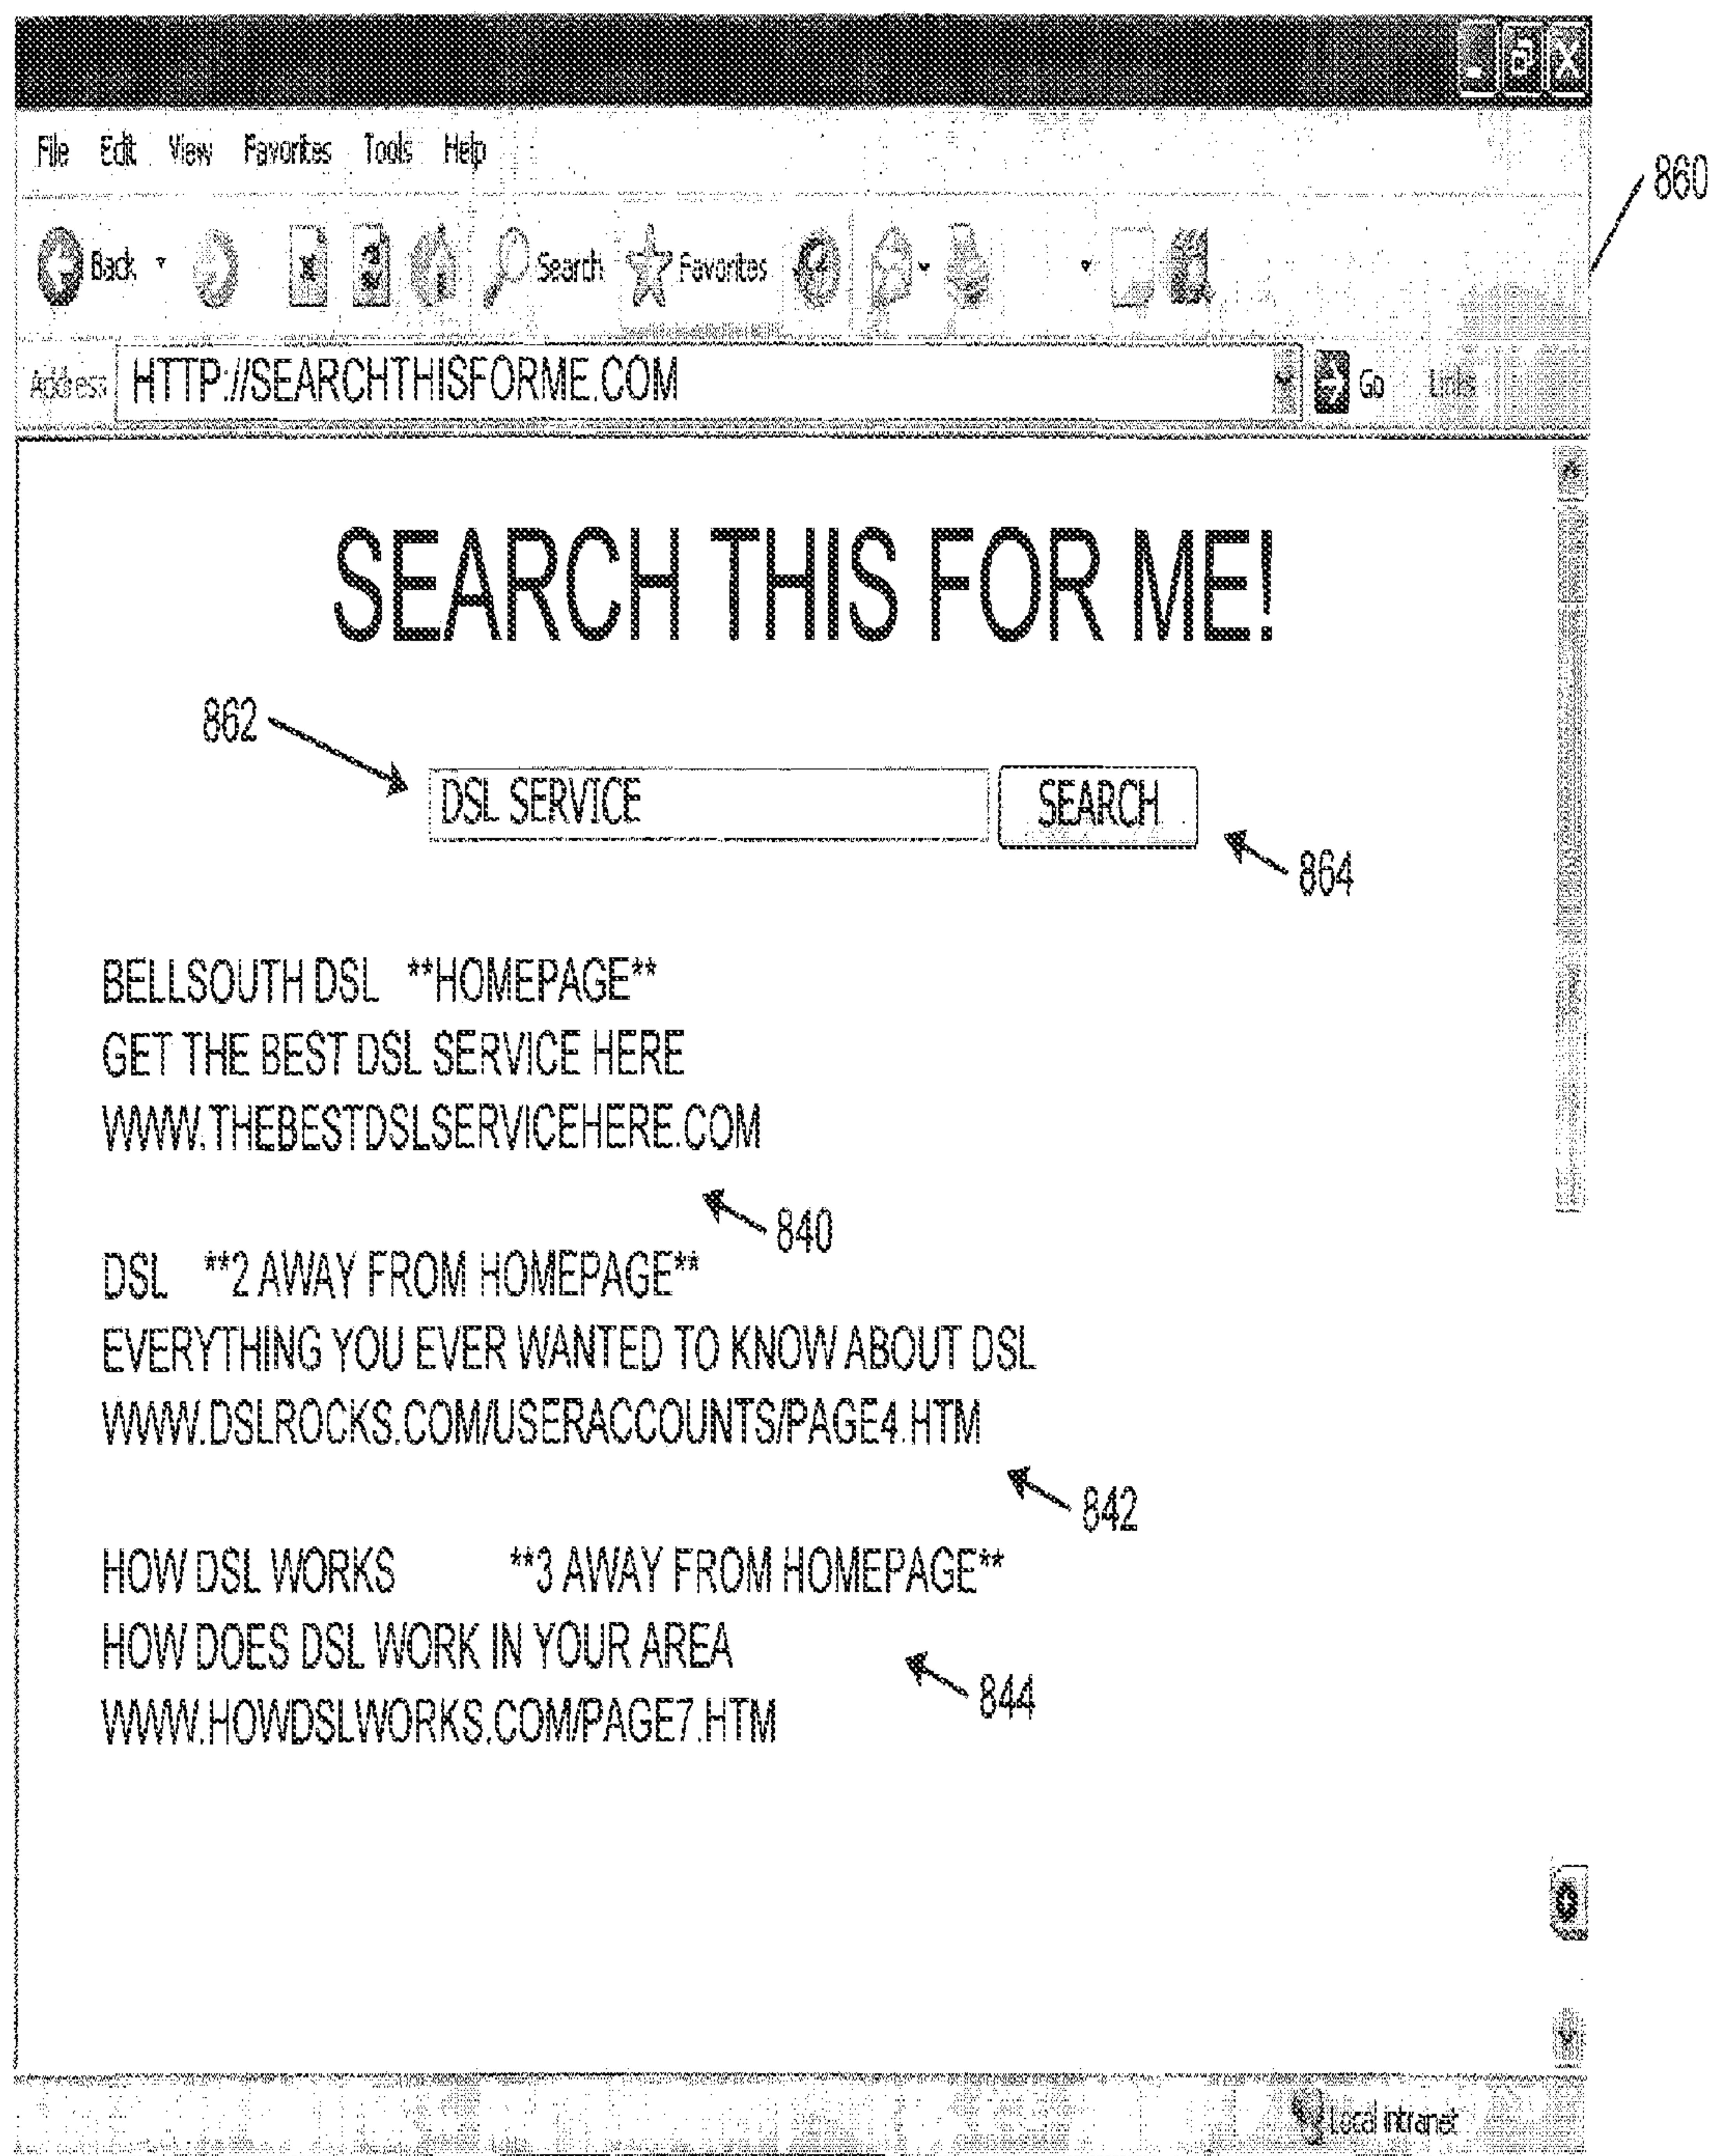 File Edit View Favorites Tools Help
860
Back Search Favorites
Address HTTP://SEARCHTHISFORME.COM Go Links
SEARCH THIS FOR ME!
862
DSL SERVICE SEARCH
864
BELLSOUTH DSL **HOMEPAGE**
GET THE BEST DSL SERVICE HERE
WWW.THEBESTDSLSERVICEHERE.COM
840
DSL **2 AWAY FROM HOMEPAGE**
EVERYTHING YOU EVER WANTED TO KNOW ABOUT DSL
WWW.DSLROCKS.COM/USERACCOUNTS/PAGE4.HTM
842
HOW DSL WORKS **3 AWAY FROM HOMEPAGE**
HOW DOES DSL WORK IN YOUR AREA
844
WWW.HOWDSLWORKS.COM/PAGE7.HTM
Local intranet